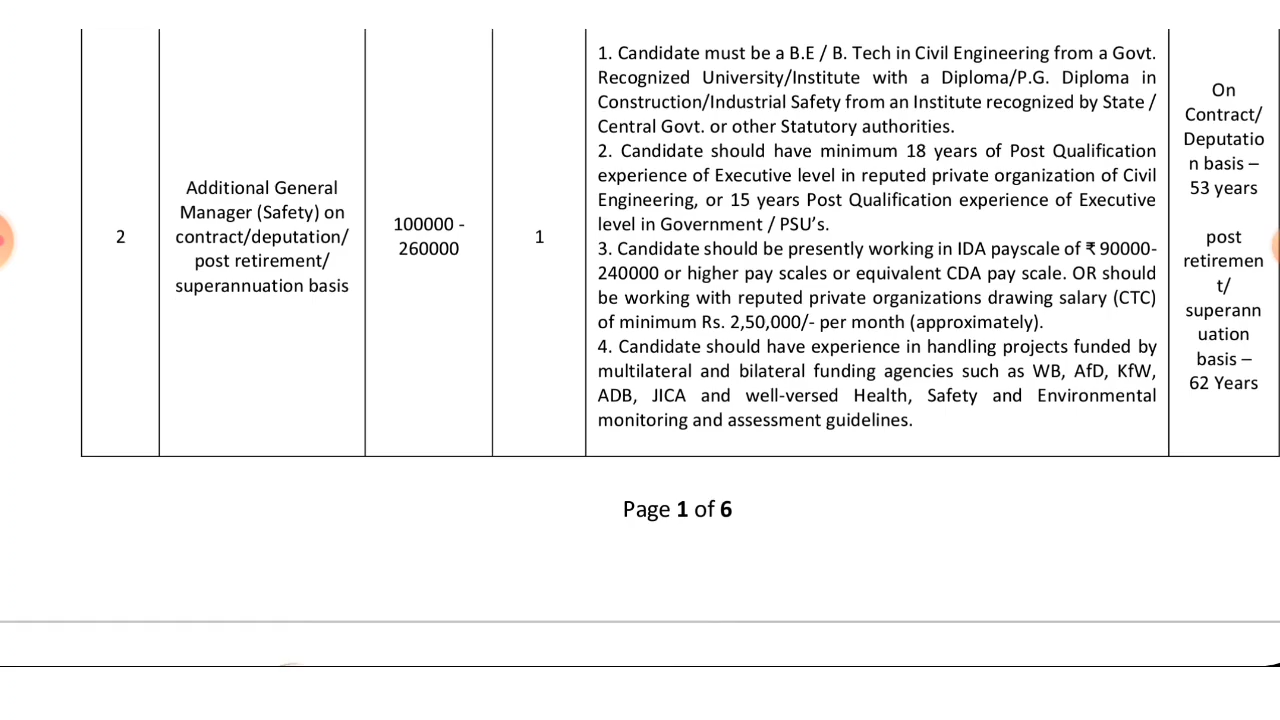 2
Additional General
Manager (Safety) on
contract/deputation/
post retirement/
superannuation basis
100000 -
260000
1
1. Candidate must be a B.E / B. Tech in Civil Engineering from a Govt.
Recognized University/Institute with a Diploma/P.G. Diploma in
Construction/Industrial Safety from an Institute recognized by State /
Central Govt. or other Statutory authorities.
2. Candidate should have minimum 18 years of Post Qualification
experience of Executive level in reputed private organization of Civil
Engineering, or 15 years Post Qualification experience of Executive
level in Government / PSU’s.
3. Candidate should be presently working in IDA payscale of ₹ 90000-
240000 or higher pay scales or equivalent CDA pay scale. OR should
be working with reputed private organizations drawing salary (CTC)
of minimum Rs. 2,50,000/- per month (approximately).
4. Candidate should have experience in handling projects funded by
multilateral and bilateral funding agencies such as WB, AfD, KfW,
ADB, JICA and well-versed Health, Safety and Environmental
monitoring and assessment guidelines.
On
Contract/
Deputatio
n basis –
53 years
post
retiremen
t/
superann
uation
basis –
62 Years
Page 1 of 6